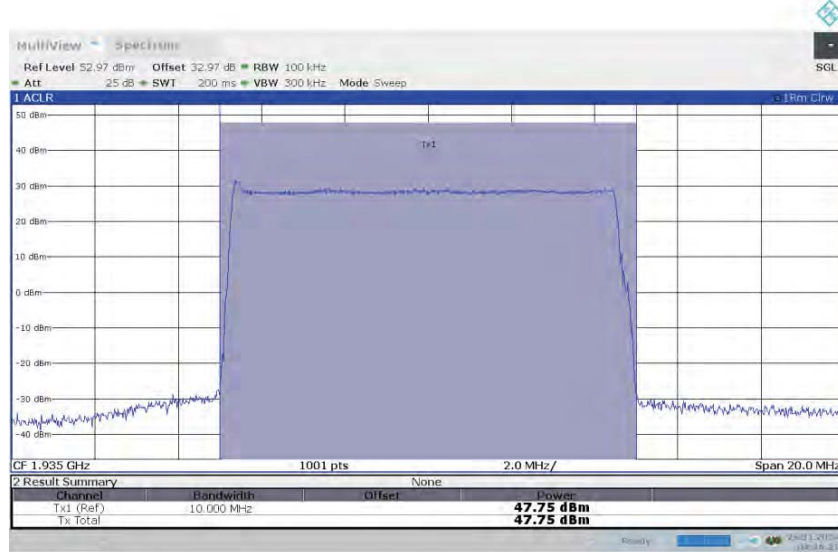 MultiView Spectrum
Ref Level 52.97 dBm Offset 32.97 dB RBW 100 kHz
SGL
Att 25 dB SWT 200 ms VBW 300 kHz Mode Sweep
1 ACLR 1Rm Clrw
50 dBm
Tx1
40 dBm
30 dBm
20 dBm
10 dBm
0 dBm
-10 dBm
-20 dBm
-30 dBm
-40 dBm
CF 1.935 GHz 1001 pts 2.0 MHz/ Span 20.0 MHz
2 Result Summary None
Channel Bandwidth Offset Power
Tx1 (Ref) 10.000 MHz 47.75 dBm
Tx Total 47.75 dBm
Ready